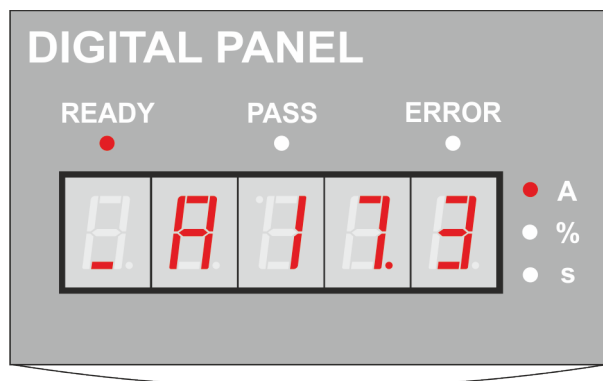 DIGITAL PANEL
READY PASS ERROR
_A17.3
A
%
s